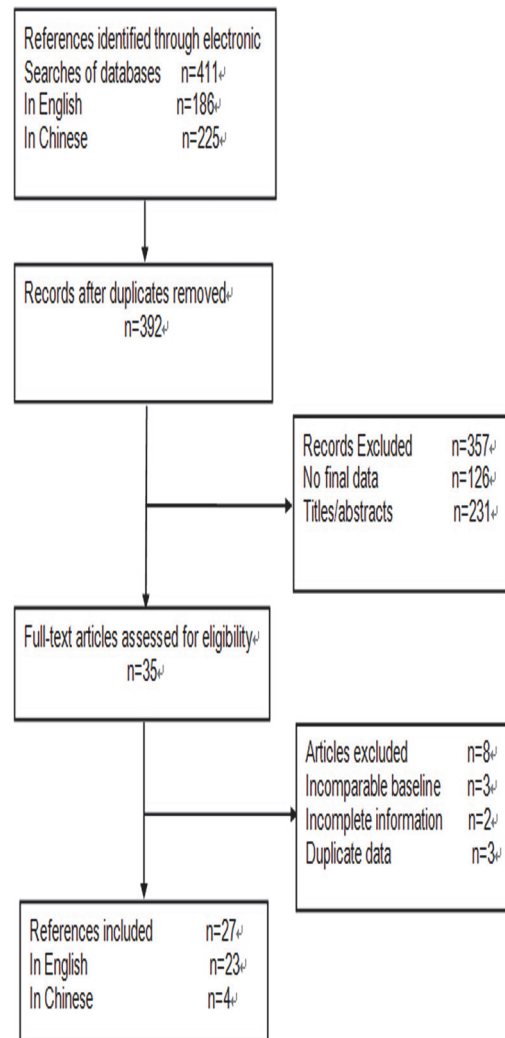 References identified through electronic
Searches of databases n=411↵
In English n=186↵
In Chinese n=225↵
Records after duplicates removed↵
n=392↵
Records Excluded n=357↵
No final data n=126↵
Titles/abstracts n=231↵
Full-text articles assessed for eligibility↵
n=35↵
Articles excluded n=8↵
Incomparable baseline n=3↵
Incomplete information n=2↵
Duplicate data n=3↵
References included n=27↵
In English n=23↵
In Chinese n=4↵